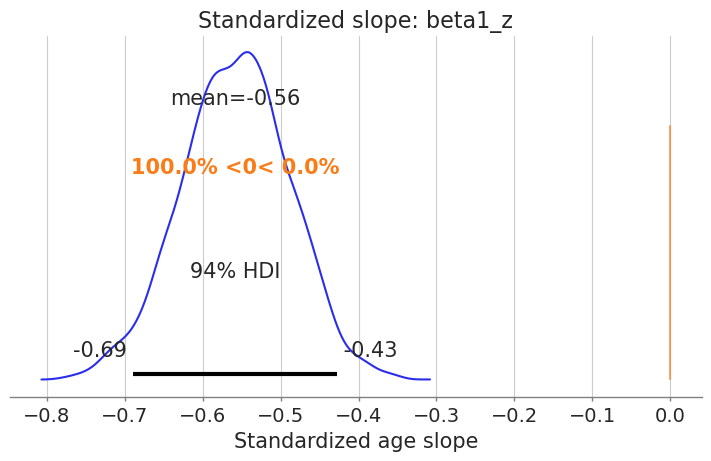 Standardized slope: beta1_z
mean=-0.56
100.0% <0< 0.0%
94% HDI
-0.69
-0.43
−0.8 −0.7 −0.6 −0.5 −0.4 −0.3 −0.2 −0.1 0.0
Standardized age slope